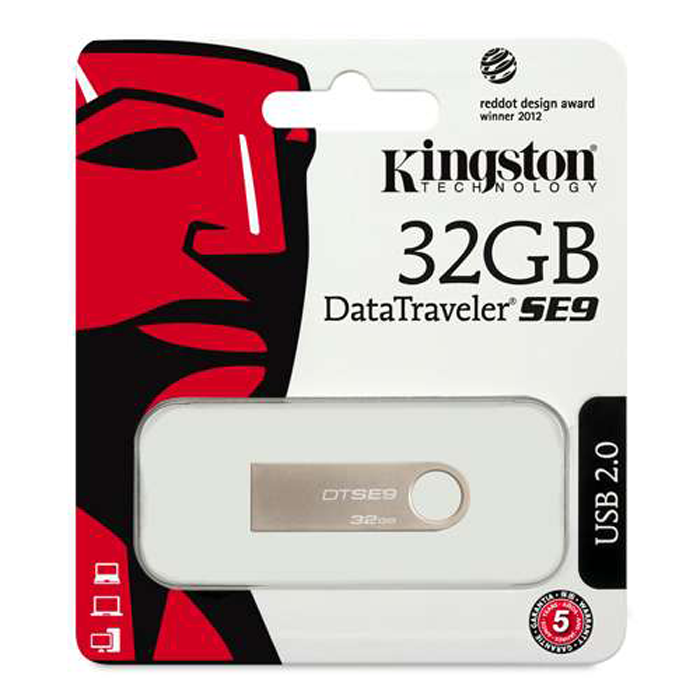 reddot design award
winner 2012
Kingston
TECHNOLOGY
32GB
DataTraveler® SE9
DTSE9
32GB
USB 2.0
5